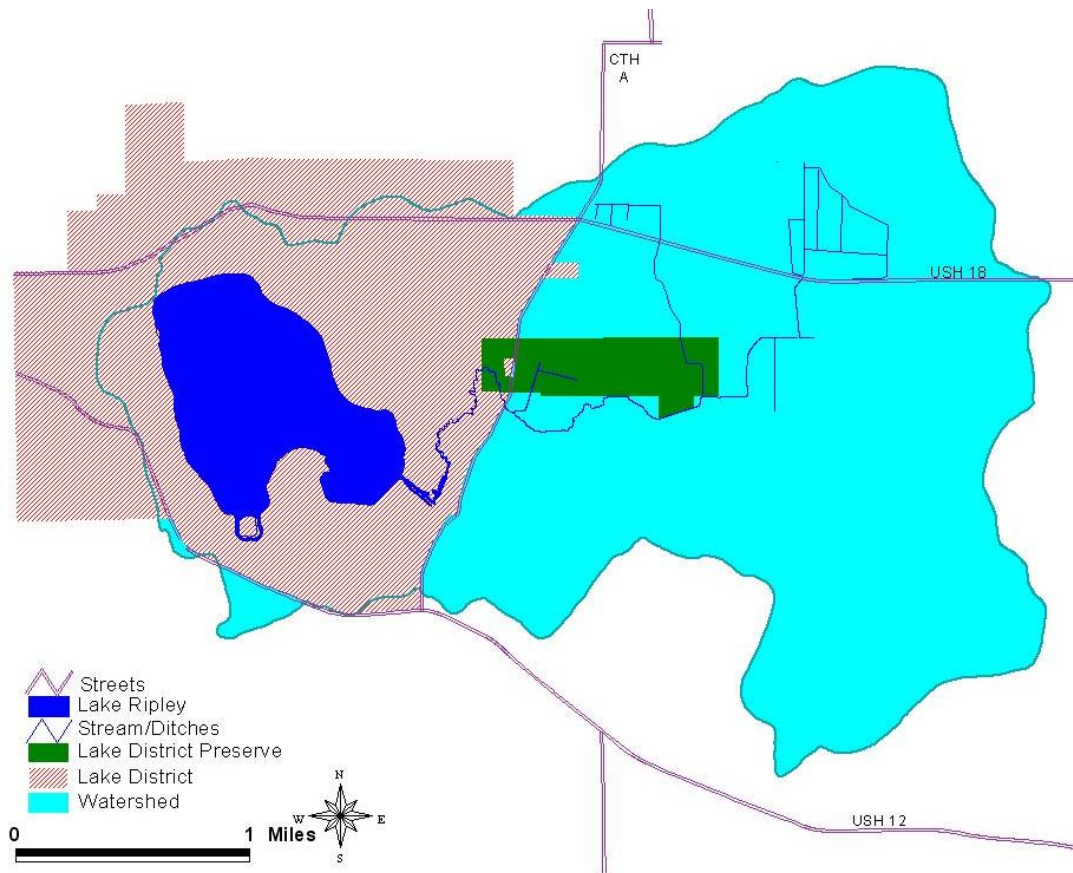 CTH
A
USH 18
Streets
Lake Ripley
Stream/Ditches
Lake District Preserve
Lake District
Watershed
0 1 Miles
N
W E
S
USH 12